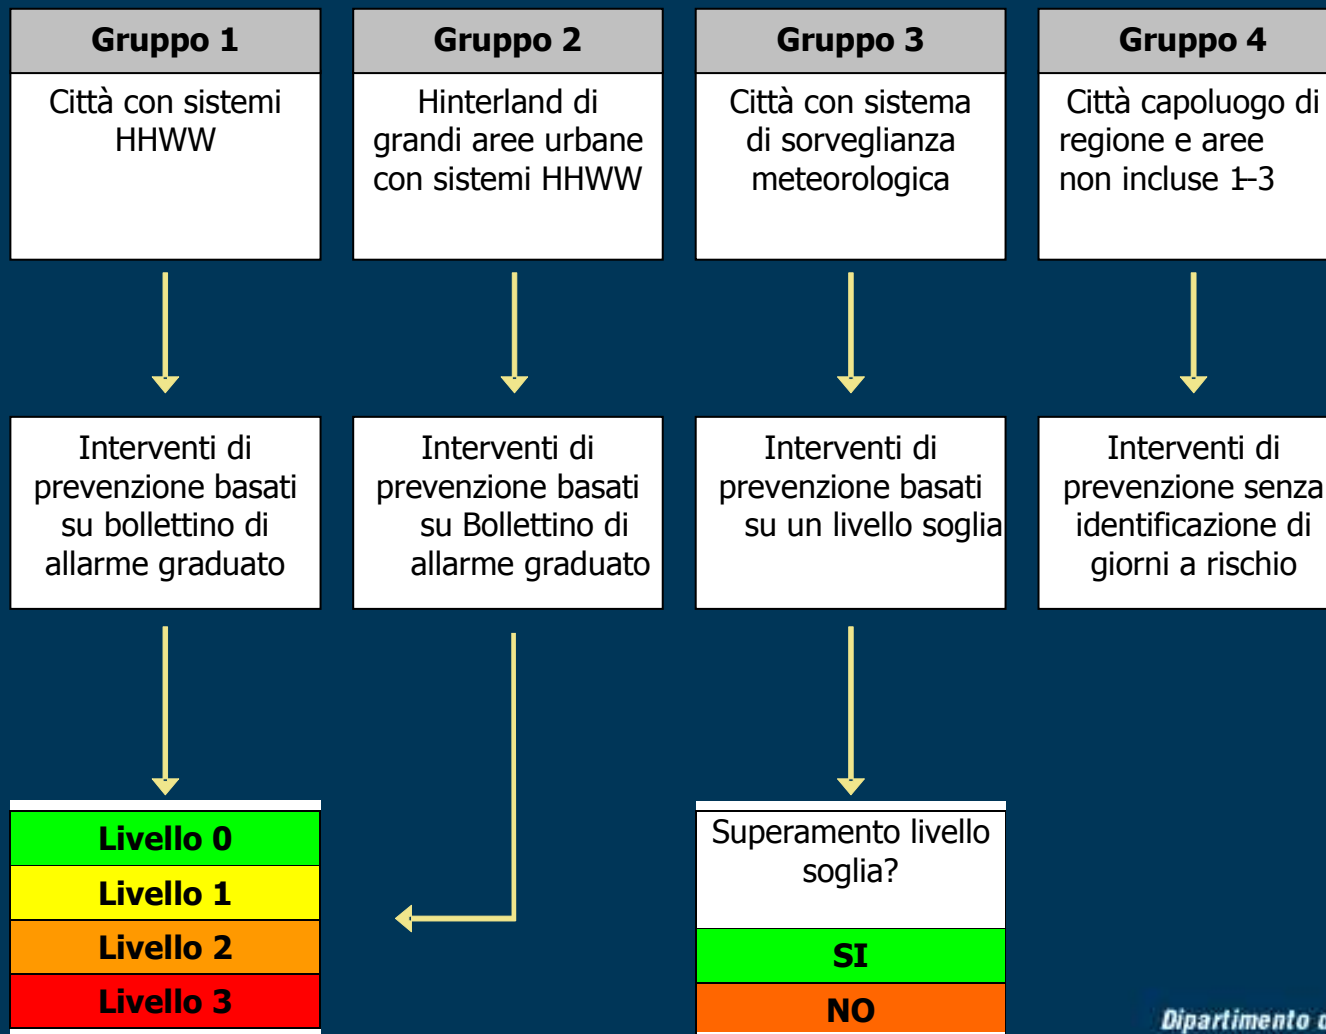 Gruppo 1
Città con sistemi
HHWW
Gruppo 2
Hinterland di
grandi aree urbane
con sistemi HHWW
Gruppo 3
Città con sistema
di sorveglianza
meteorologica
Gruppo 4
Città capoluogo di
regione e aree
non incluse 1-3
Interventi di
prevenzione basati
su bollettino di
allarme graduato
Interventi di
prevenzione basati
su Bollettino di
allarme graduato
Interventi di
prevenzione basati
su un livello soglia
Interventi di
prevenzione senza
identificazione di
giorni a rischio
Livello 0
Livello 1
Livello 2
Livello 3
Superamento livello
soglia?
SI
NO
Dipartimento